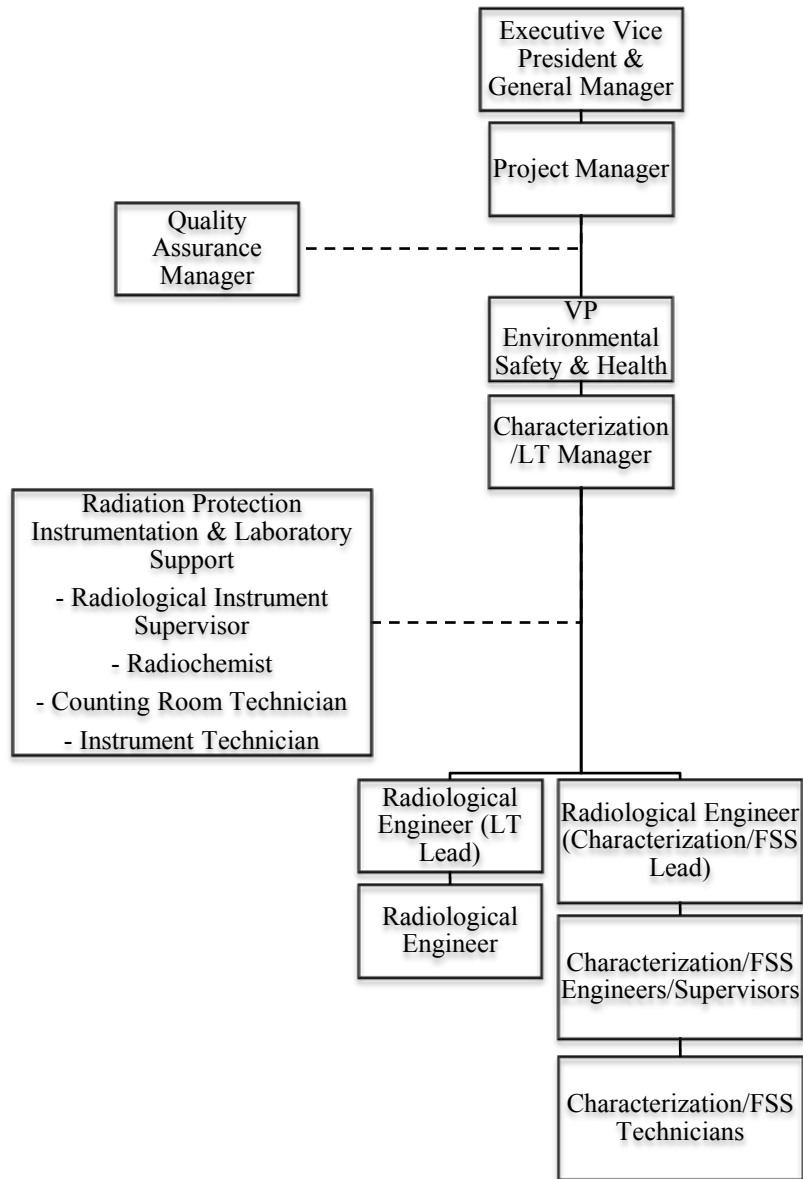 Executive Vice
President &
General Manager
Project Manager
Quality
Assurance
Manager
VP
Environmental
Safety & Health
Characterization
/LT Manager
Radiation Protection
Instrumentation & Laboratory
Support
- Radiological Instrument
Supervisor
- Radiochemist
- Counting Room Technician
- Instrument Technician
Radiological
Engineer (LT
Lead)
Radiological
Engineer
Radiological Engineer
(Characterization/FSS
Lead)
Characterization/FSS
Engineers/Supervisors
Characterization/FSS
Technicians